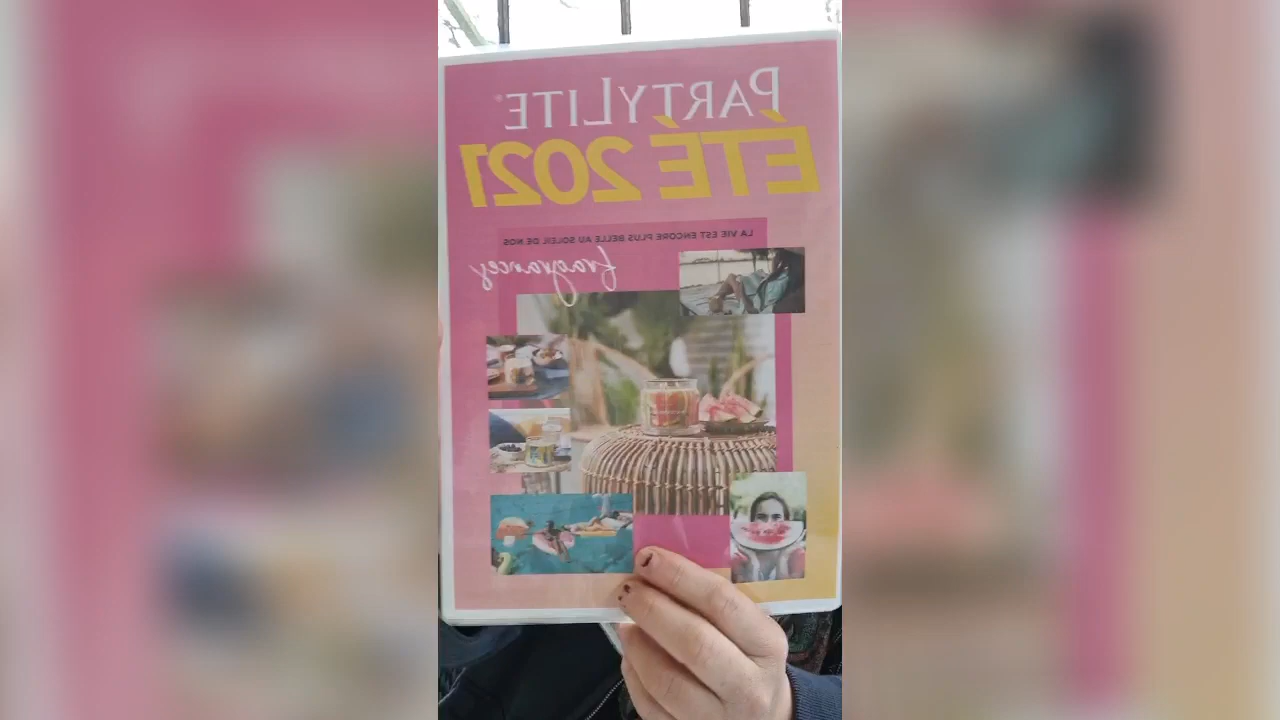 PARTYLITE®
ÉTÉ 2021
LA VIE EST ENCORE PLUS BELLE AU SOLEIL DE NOS
fragrances